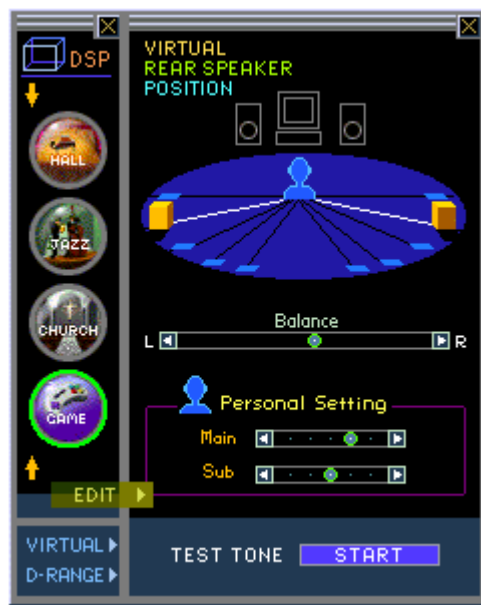 DSP
HALL
JAZZ
CHURCH
GAME
EDIT
VIRTUAL
D-RANGE
VIRTUAL
REAR SPEAKER
POSITION
Balance
L R
Personal Setting
Main
Sub
TEST TONE START